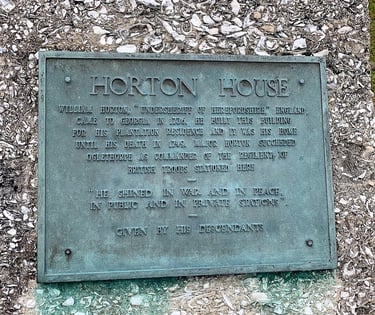 HORTON HOUSE
WILLIAM HORTON, "UNDERSHERIFF OF HEREFORDSHIRE" ENGLAND,
CAME TO GEORGIA IN 1736. HE BUILT THIS BUILDING
FOR HIS PLANTATION RESIDENCE AND IT WAS HIS HOME
UNTIL HIS DEATH IN 1749. MAJOR HORTON SUCCEEDED
OGLETHORPE AS COMMANDER OF THE REGIMENT OF
BRITISH TROOPS STATIONED HERE
"HE SHINED IN WAR AND IN PEACE,
IN PUBLIC AND IN PRIVATE STATIONS"
GIVEN BY HIS DESCENDANTS